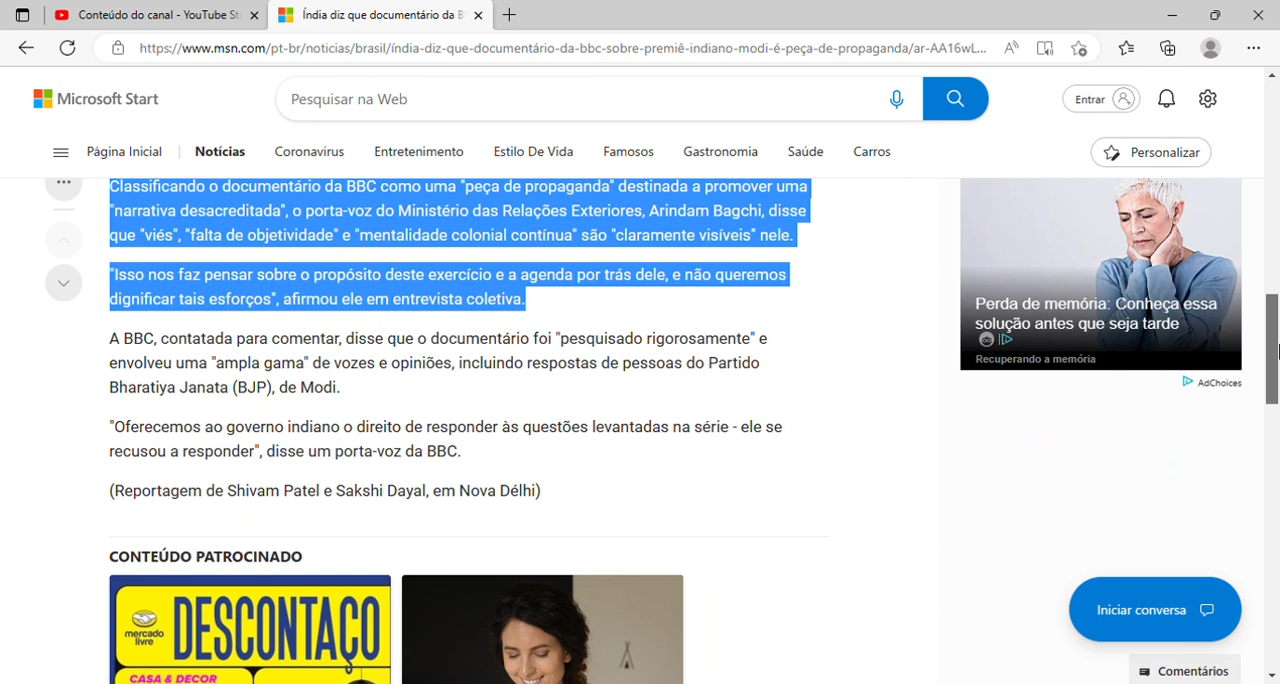 Conteúdo do canal - YouTube St
Índia diz que documentário da B
https://www.msn.com/pt-br/noticias/brasil/índia-diz-que-documentário-da-bbc-sobre-premiê-indiano-modi-é-peça-de-propaganda/ar-AA16wL...
Microsoft Start
Pesquisar na Web
Entrar
Página Inicial
Notícias
Coronavirus
Entretenimento
Estilo De Vida
Famosos
Gastronomia
Saúde
Carros
Personalizar
Classificando o documentário da BBC como uma "peça de propaganda" destinada a promover uma
"narrativa desacreditada", o porta-voz do Ministério das Relações Exteriores, Arindam Bagchi, disse
que "viés", "falta de objetividade" e "mentalidade colonial contínua" são "claramente visíveis" nele.
"Isso nos faz pensar sobre o propósito deste exercício e a agenda por trás dele, e não queremos
dignificar tais esforços", afirmou ele em entrevista coletiva.
A BBC, contatada para comentar, disse que o documentário foi "pesquisado rigorosamente" e
envolveu uma "ampla gama" de vozes e opiniões, incluindo respostas de pessoas do Partido
Bharatiya Janata (BJP), de Modi.
"Oferecemos ao governo indiano o direito de responder às questões levantadas na série - ele se
recusou a responder", disse um porta-voz da BBC.
(Reportagem de Shivam Patel e Sakshi Dayal, em Nova Délhi)
Perda de memória: Conheça essa
solução antes que seja tarde
Recuperando a memória
AdChoices
CONTEÚDO PATROCINADO
mercado
livre
DESCONTAÇO
CASA & DECOR
Iniciar conversa
Comentários